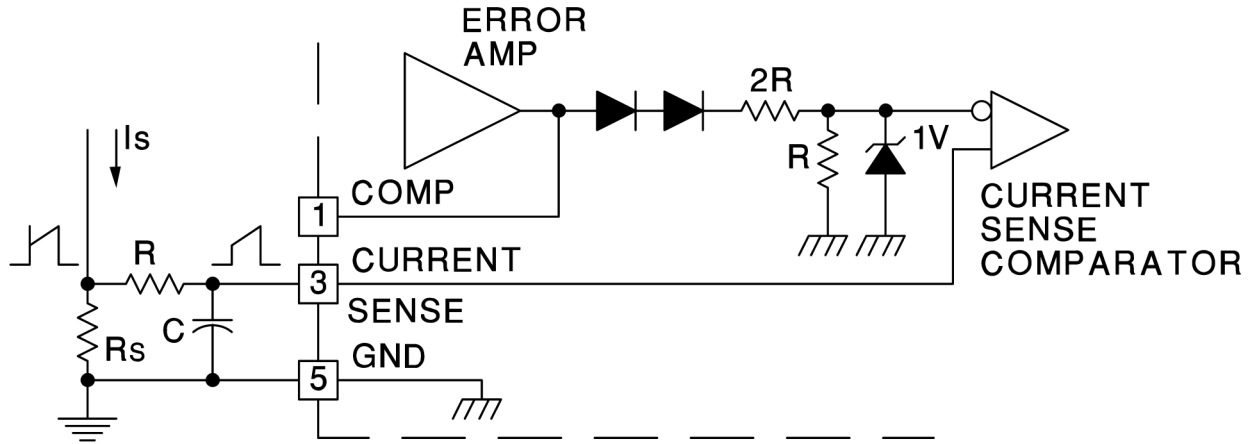 ERROR
AMP
2R
Is
R
1V
COMP
1
CURRENT
SENSE
COMPARATOR
R
CURRENT
3
SENSE
C
Rs
GND
5